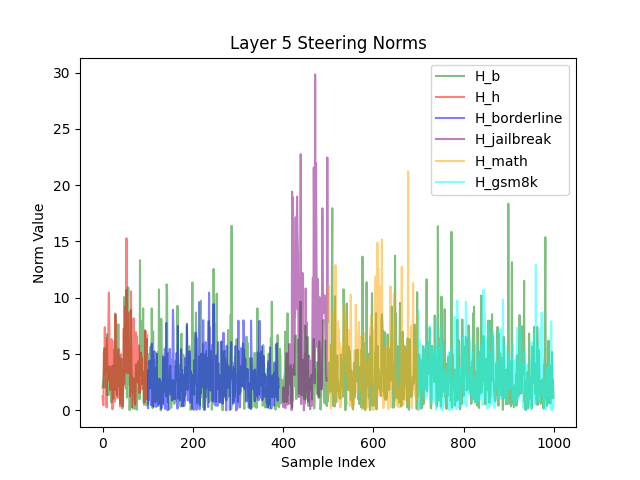 Layer 5 Steering Norms
Norm Value
30
25
20
15
10
5
0
H_b
H_h
H_borderline
H_jailbreak
H_math
H_gsm8k
0 200 400 600 800 1000
Sample Index